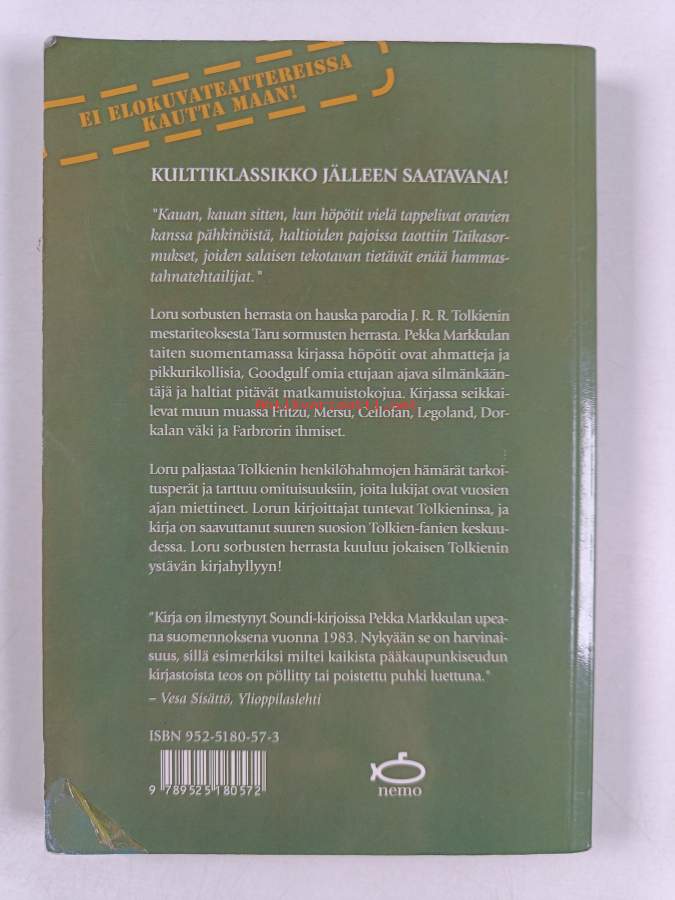 EI ELOKUVATEATTEREISSA
KAUTTA MAAN!
KULTTIKLASSIKKO JÄLLEEN SAATAVANA!
"Kauan, kauan sitten, kun höpötit vielä tappelivat oravien
kanssa pähkinöistä, haltioiden pajoissa taottiin Taikasor-
mukset, joiden salaisen tekotavan tietävät enää hammas-
tahnatehtailijat."
Loru sorbusten herrasta on hauska parodia J. R. R. Tolkienin
mestariteoksesta Taru sormusten herrasta. Pekka Markkulan
taiten suomentamassa kirjassa höpötit ovat ahmatteja ja
pikkurikollisia, Goodgulf omia etujaan ajava silmänkään-
täjä ja haltiat pitävät mukamuistokojua. Kirjassa seikkai-
levat muun muassa Fritzu, Mersu, Cellofan, Legoland, Dor-
kalan väki ja Farbrorin ihmiset.
Loru paljastaa Tolkienin henkilöhahmojen hämärät tarkoi-
tusperät ja tarttuu omituisuuksiin, joita lukijat ovat vuosien
ajan miettineet. Lorun kirjoittajat tuntevat Tolkieninsa, ja
kirja on saavuttanut suuren suosion Tolkien-fanien keskuu-
dessa. Loru sorbusten herrasta kuuluu jokaisen Tolkienin
ystävän kirjahyllyyn!
"Kirja on ilmestynyt Soundi-kirjoissa Pekka Markkulan upea-
na suomennoksena vuonna 1983. Nykyään se on harvinai-
suus, sillä esimerkiksi miltei kaikista pääkaupunkiseudun
kirjastoista teos on pöllitty tai poistettu puhki luettuna."
– Vesa Sisättö, Ylioppilaslehti
ISBN 952-5180-57-3
9 789525 180572
nemo